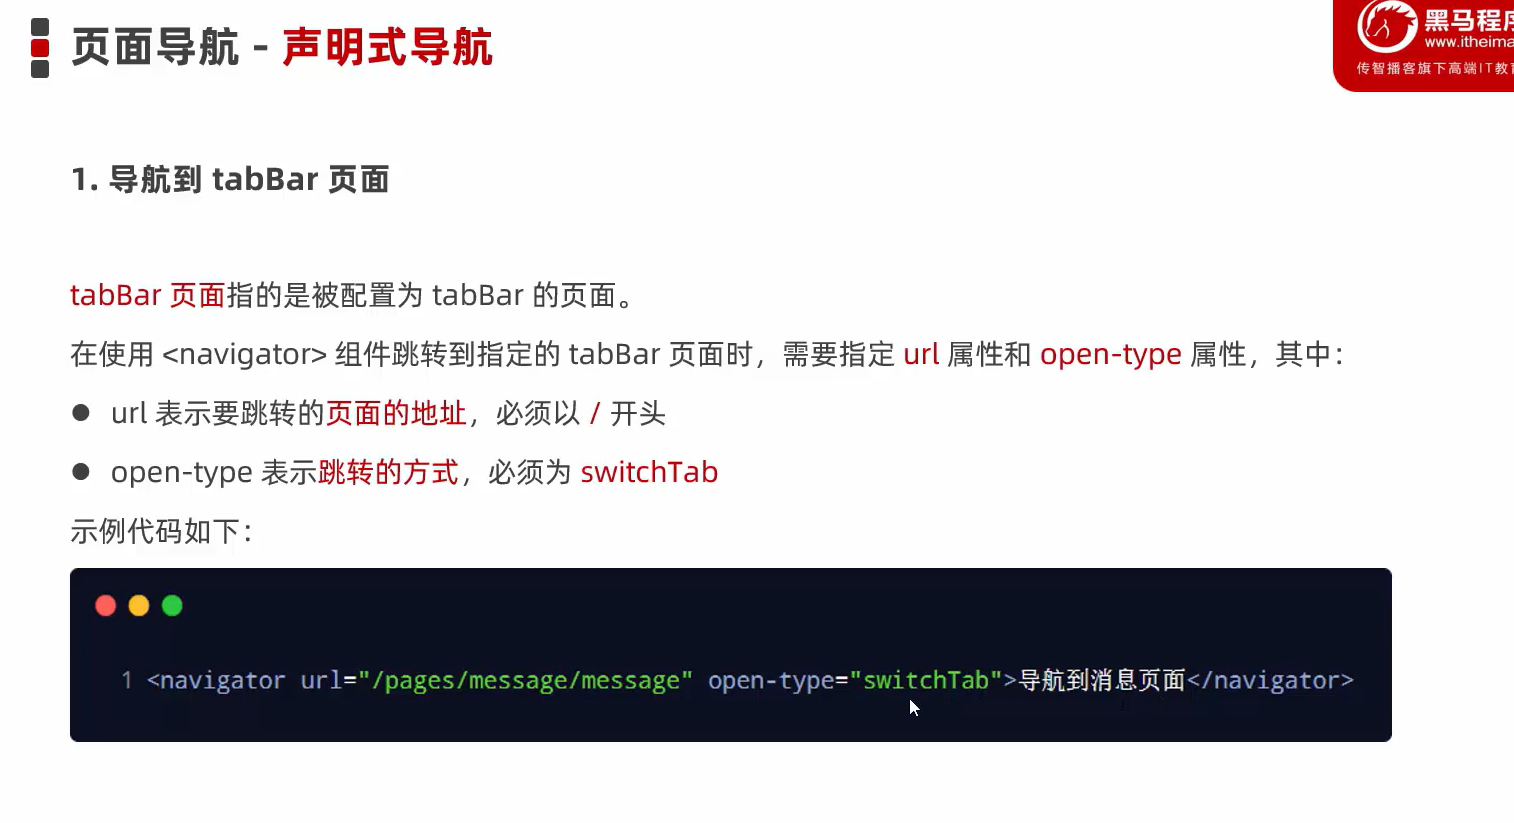 页面导航 - 声明式导航
黑马程序
www.itheima
传智播客旗下高端IT教育
1. 导航到 tabBar 页面
tabBar 页面指的是被配置为 tabBar 的页面。
在使用 <navigator> 组件跳转到指定的 tabBar 页面时，需要指定 url 属性和 open-type 属性，其中：
● url 表示要跳转的页面的地址，必须以 / 开头
● open-type 表示跳转的方式，必须为 switchTab
示例代码如下：
1 <navigator url="/pages/message/message" open-type="switchTab">导航到消息页面</navigator>